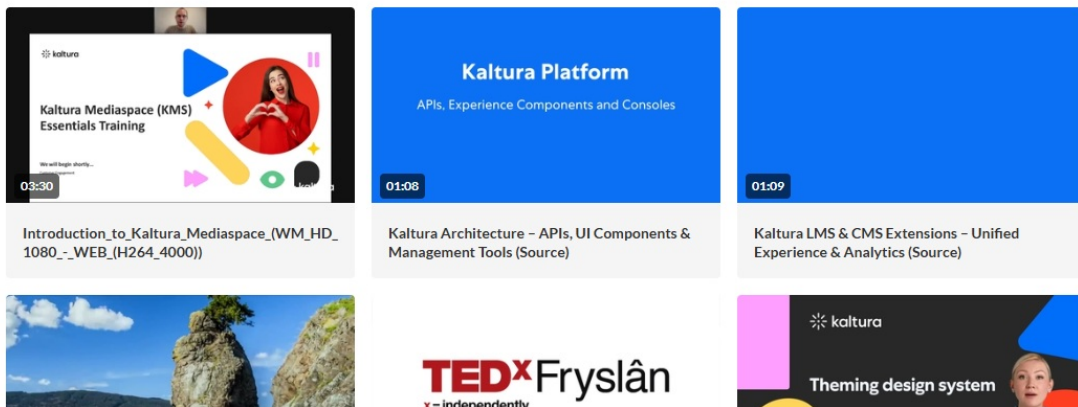 kaltura
Kaltura Mediaspace (KMS)
Essentials Training
We will begin shortly...
03:30
Introduction_to_Kaltura_Mediaspace_(WM_HD_
1080_-_WEB_(H264_4000))
Kaltura Platform
APIs, Experience Components and Consoles
01:08
Kaltura Architecture – APIs, UI Components &
Management Tools (Source)
01:09
Kaltura LMS & CMS Extensions – Unified
Experience & Analytics (Source)
TEDxFryslân
x = independently
kaltura
Theming design system